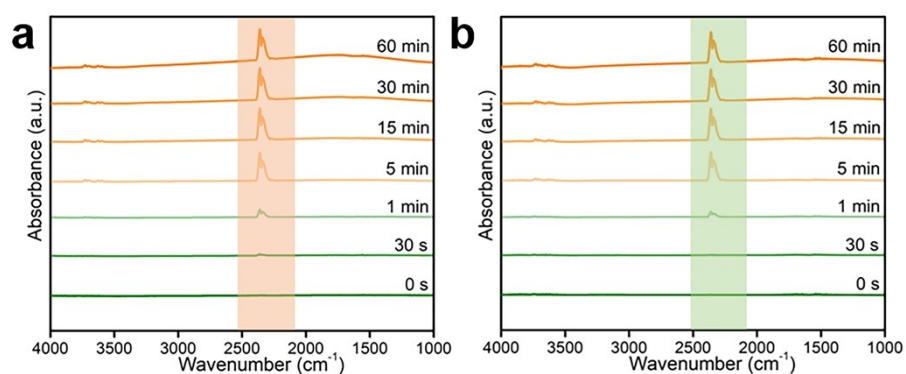 a
Absorbance (a.u.)
60 min
30 min
15 min
5 min
1 min
30 s
0 s
4000 3500 3000 2500 2000 1500 1000
Wavenumber (cm⁻¹)
b
Absorbance (a.u.)
60 min
30 min
15 min
5 min
1 min
30 s
0 s
4000 3500 3000 2500 2000 1500 1000
Wavenumber (cm⁻¹)